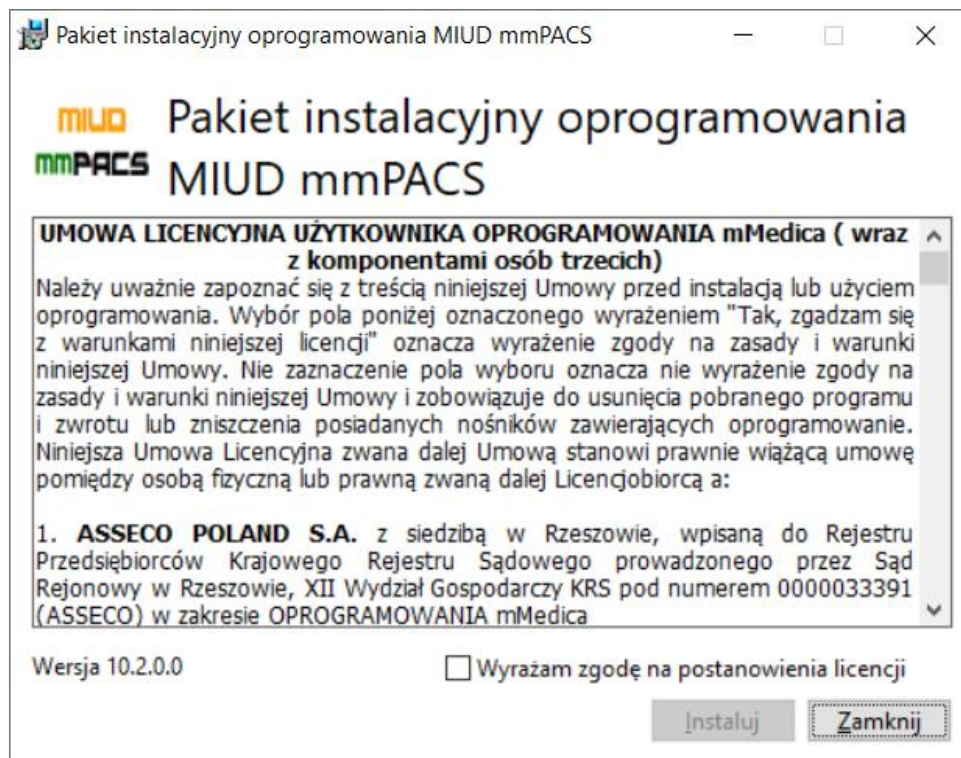 Pakiet instalacyjny oprogramowania MIUD mmPACS
MIUD
mmPACS
Pakiet instalacyjny oprogramowania
MIUD mmPACS
UMOWA LICENCYJNA UŻYTKOWNIKA OPROGRAMOWANIA mMedica ( wraz
z komponentami osób trzecich)
Należy uważnie zapoznać się z treścią niniejszej Umowy przed instalacją lub użyciem
oprogramowania. Wybór pola poniżej oznaczonego wyrażeniem "Tak, zgadzam się
z warunkami niniejszej licencji" oznacza wyrażenie zgody na zasady i warunki
niniejszej Umowy. Nie zaznaczenie pola wyboru oznacza nie wyrażenie zgody na
zasady i warunki niniejszej Umowy i zobowiązuje do usunięcia pobranego programu
i zwrotu lub zniszczenia posiadanych nośników zawierających oprogramowanie.
Niniejsza Umowa Licencyjna zwana dalej Umową stanowi prawnie wiążącą umowę
pomiędzy osobą fizyczną lub prawną zwaną dalej Licencjobiorcą a:
1. ASSECO POLAND S.A. z siedzibą w Rzeszowie, wpisaną do Rejestru
Przedsiębiorców Krajowego Rejestru Sądowego prowadzonego przez Sąd
Rejonowy w Rzeszowie, XII Wydział Gospodarczy KRS pod numerem 0000033391
(ASSECO) w zakresie OPROGRAMOWANIA mMedica
Wersja 10.2.0.0
Wyrażam zgodę na postanowienia licencji
Instaluj
Zamknij